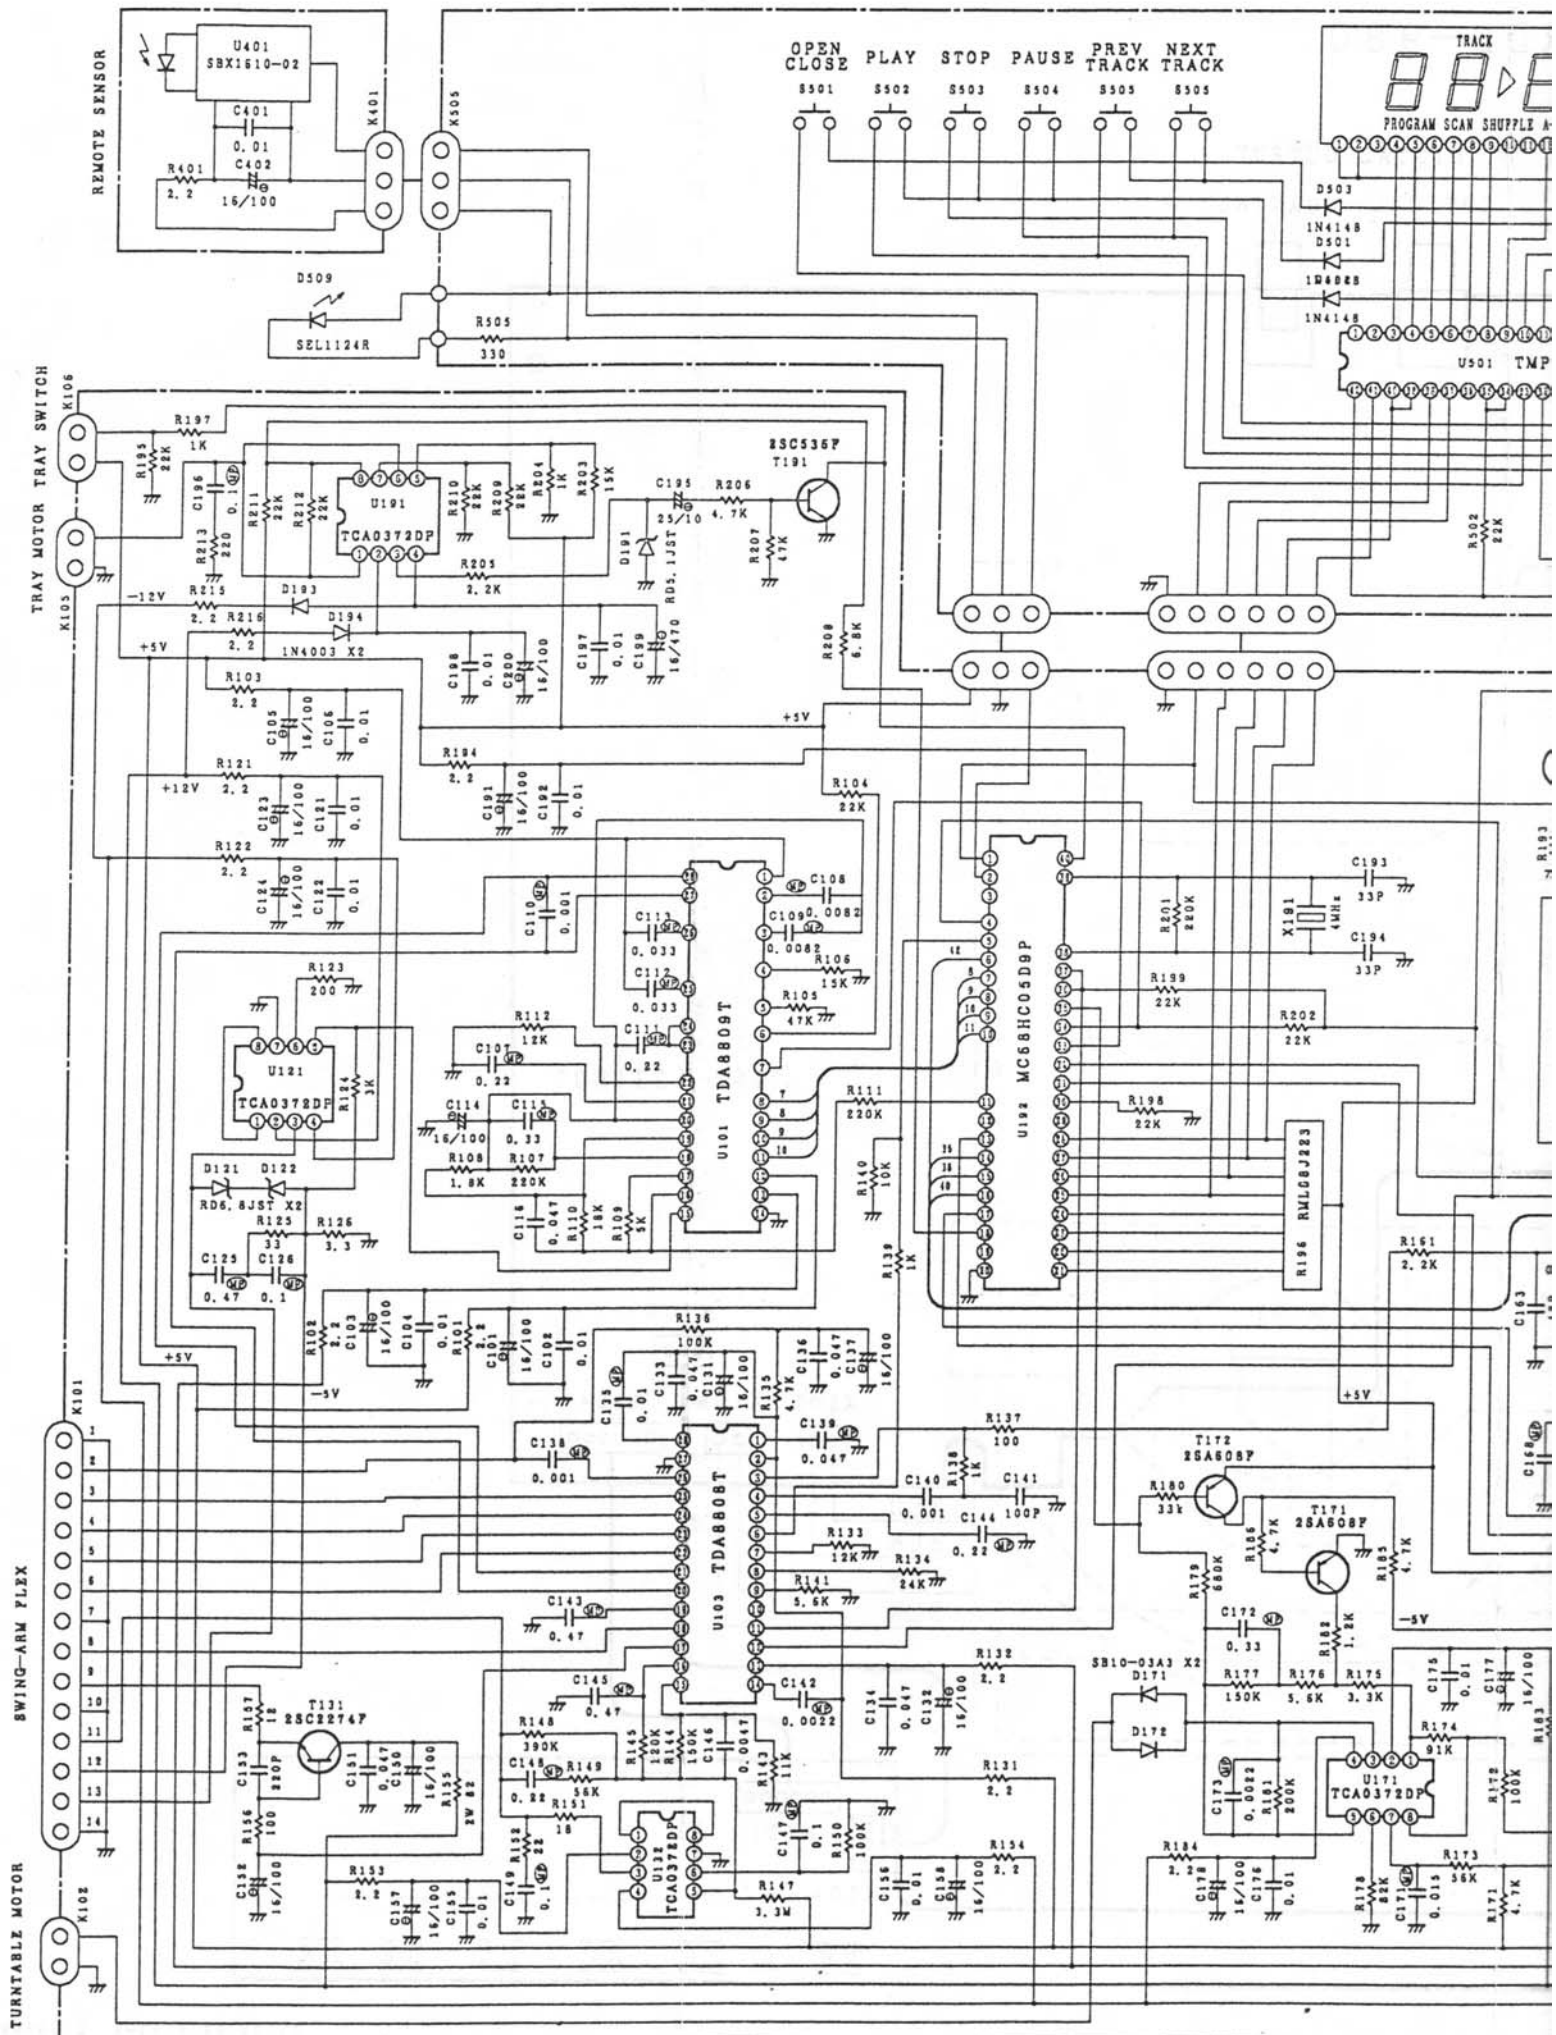 REMOTE SENSOR
U401
SBX1610-02
C401
0.01
C402
16/100
R401
2.2
K401
K505
OPEN CLOSE
PLAY
STOP
PAUSE
PREV TRACK
NEXT TRACK
S501
S502
S503
S504
S505
S505
TRACK
PROGRAM SCAN SHUFFLE A-
D503
1N4148
D501
1N4148
U501 TMP
D509
SEL1124R
R505
330
TRAY MOTOR
TRAY SWITCH
K106
K105
R197
1K
R195
22K
C196
0.1
R213
220
R211
22K
R212
22K
U191
TCA0372DP
R210
22K
R209
22K
R204
1K
R203
15K
2SC536F
T191
C195
25/10
R206
4.7K
R207
47K
D191
RD5.1JST
R205
2.2K
R502
22K
-12V
R215
2.2
D193
R216
2.2
D194
1N4003 X2
+5V
R103
2.2
C198
0.01
C200
16/100
C197
0.01
C199
16/470
R208
6.8K
C105
16/100
C106
0.01
+5V
R194
2.2
C191
16/100
C192
0.01
R121
2.2
+12V
C123
16/100
C121
0.01
R104
22K
R122
2.2
C124
16/100
C122
0.01
C110
0.001
C113
0.033
C112
0.033
C111
0.22
C108
0.0082
C109
0.0082
R106
15K
R105
47K
U101 TDA8809T
U192 MC68HC05D9P
C193
33P
R201
220K
X191
4MHz
C194
33P
R193
R199
22K
R202
22K
R198
22K
R196 RML08J223
R123
200
U121
TCA0372DP
R124
3K
R112
12K
C107
0.22
C114
16/100
C115
0.33
R108
1.8K
R107
220K
C116
0.047
R110
18K
R109
5K
R111
220K
R140
10K
R139
1K
D121
D122
RD6.8JST X2
R125
33
R126
3.3
C125
0.47
C126
0.1
R161
2.2K
C163
R102
2.2
C103
16/100
C104
0.01
R101
2.2
C101
16/100
C102
0.01
+5V
-5V
R136
100K
C135
0.01
C133
0.047
C131
16/100
R135
4.7K
C136
0.047
C137
16/100
+5V
K101
SWING-ARM FLEX
1
2
3
4
5
6
7
8
9
10
11
12
13
14
C138
0.001
C139
0.047
U103 TDA8808T
R137
100
R138
1K
C140
0.001
C141
100P
C144
0.22
R133
12K
R134
24K
R141
5.6K
C143
0.47
C145
0.47
C142
0.0022
T172
2SA608F
R180
33k
T171
2SA608F
R186
4.7K
R185
4.7K
R179
680K
R182
1.2K
C168
-5V
C172
0.33
SB10-03A3 X2
D171
D172
R177
150K
R176
5.6K
R175
3.3K
C175
0.01
C177
16/100
R183
R132
2.2
C134
0.047
C132
16/100
R131
2.2
R157
12
T131
2SC2274F
C153
220P
C151
0.047
C150
16/100
R155
2W 82
R156
100
C152
16/100
R148
390K
C148
0.22
R149
56K
R145
120K
R144
150K
C146
0.0047
R143
11K
R151
18
R152
22
C149
0.1
U132
TCA0372DP
C147
0.1
R150
100K
R147
3.3M
R153
2.2
C157
16/100
C155
0.01
R154
2.2
C156
0.01
C158
16/100
R174
91K
U171
TCA0372DP
C173
0.0022
R181
200K
R172
100K
R184
2.2
C178
16/100
C176
0.01
R178
82K
C171
0.015
R173
56K
R171
4.7K
TURNTABLE MOTOR
K102